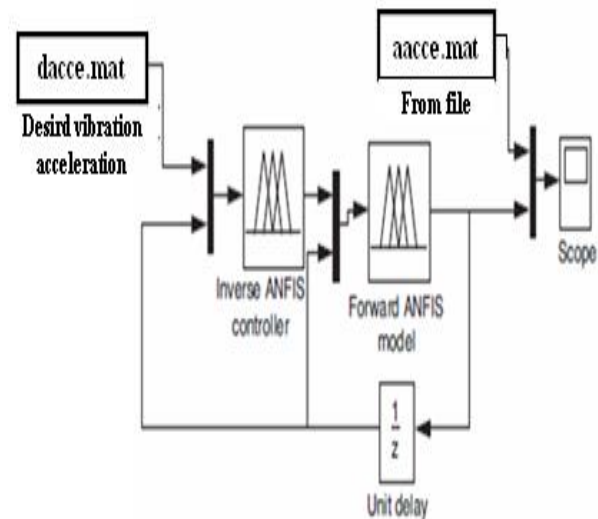 dacce.mat
Desird vibration
acceleration
aacce.mat
From file
Scope
Inverse ANFIS
controller
Forward ANFIS
model
1
z
Unit delay